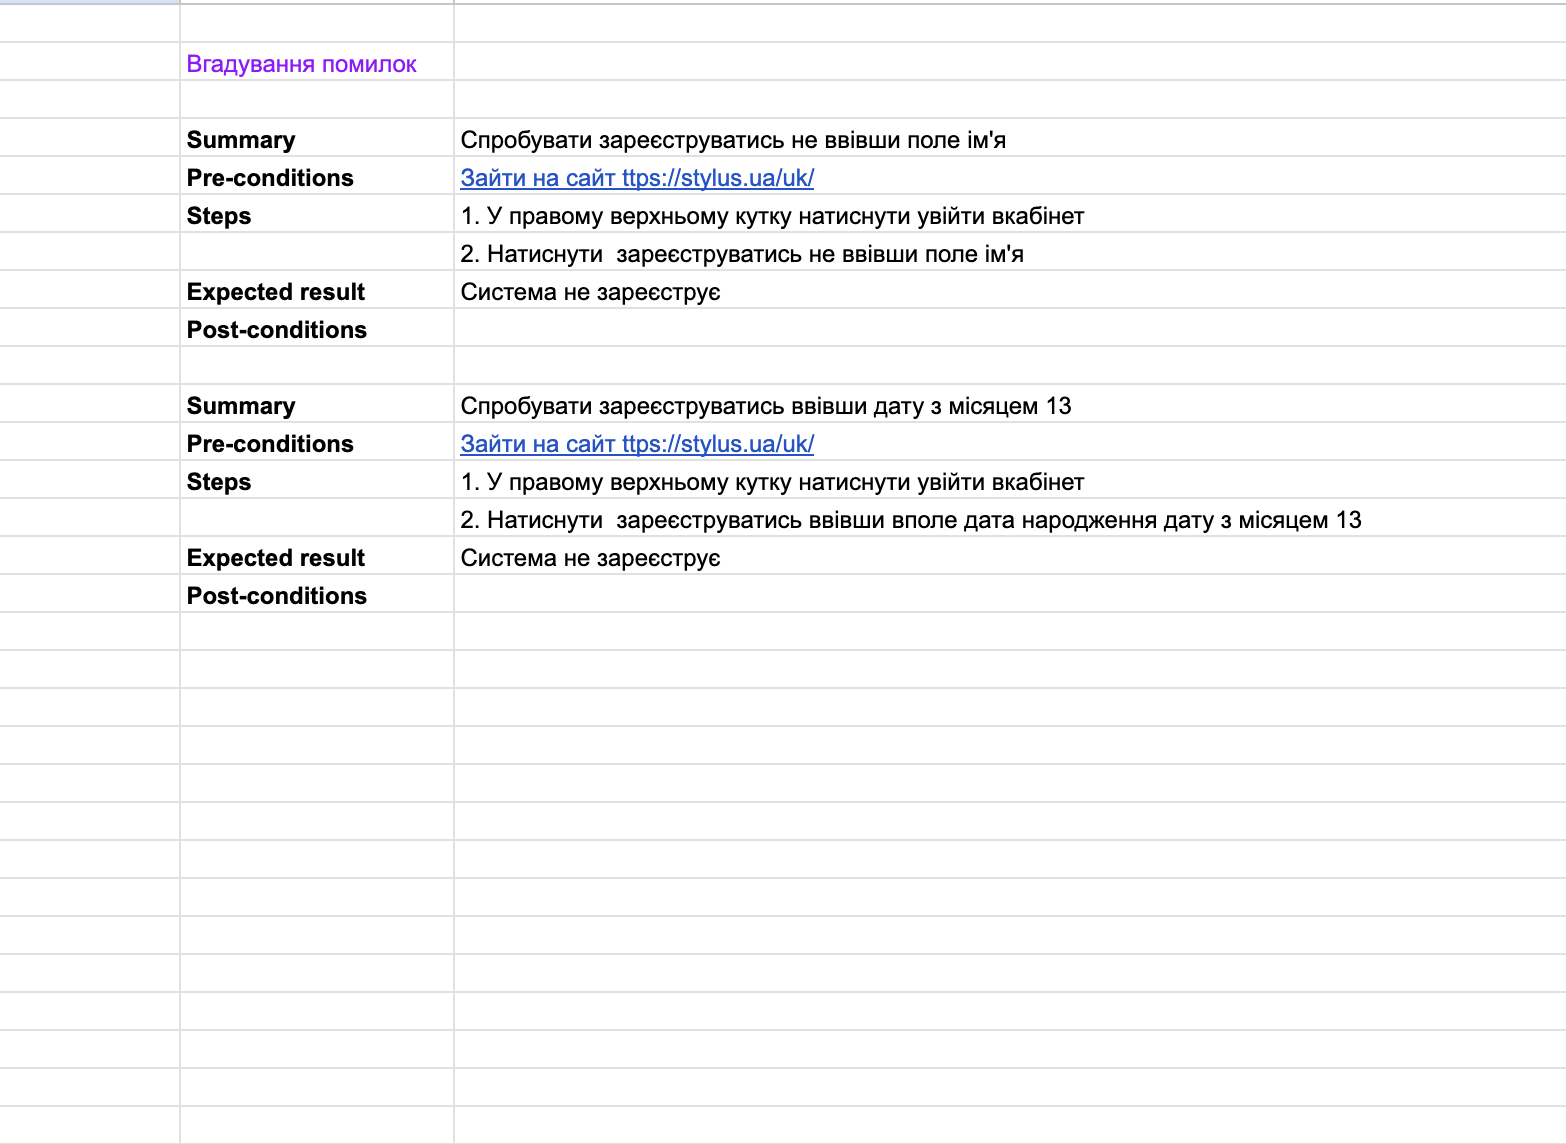 Вгадування помилок
Summary Спробувати зареєструватись не ввівши поле ім'я
Pre-conditions Зайти на сайт ttps://stylus.ua/uk/
Steps 1. У правому верхньому кутку натиснути увійти вкабінет
2. Натиснути  зареєструватись не ввівши поле ім'я
Expected result Система не зареєструє
Post-conditions
Summary Спробувати зареєструватись ввівши дату з місяцем 13
Pre-conditions Зайти на сайт ttps://stylus.ua/uk/
Steps 1. У правому верхньому кутку натиснути увійти вкабінет
2. Натиснути  зареєструватись ввівши вполе дата народження дату з місяцем 13
Expected result Система не зареєструє
Post-conditions